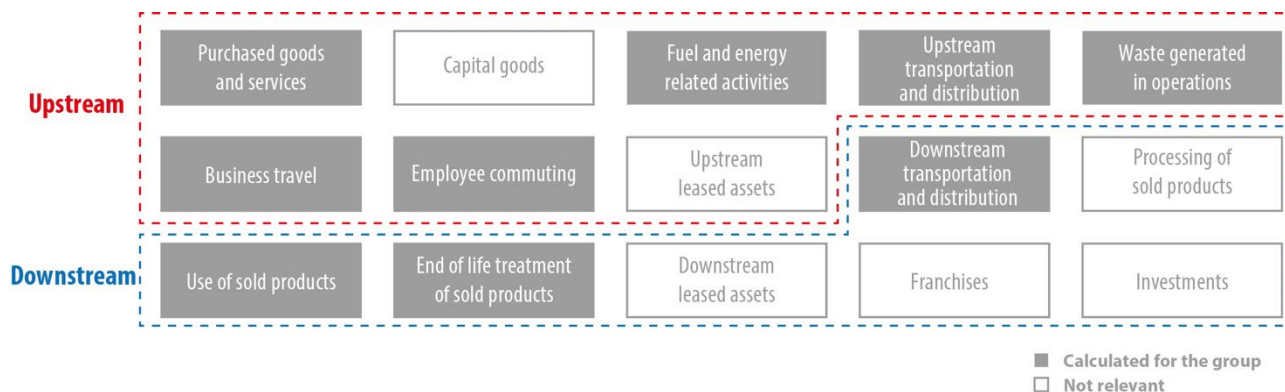 Upstream
Purchased goods
and services
Capital goods
Fuel and energy
related activities
Upstream
transportation
and distribution
Waste generated
in operations
Business travel
Employee commuting
Upstream
leased assets
Downstream
transportation
and distribution
Processing of
sold products
Downstream
Use of sold products
End of life treatment
of sold products
Downstream
leased assets
Franchises
Investments
Calculated for the group
Not relevant